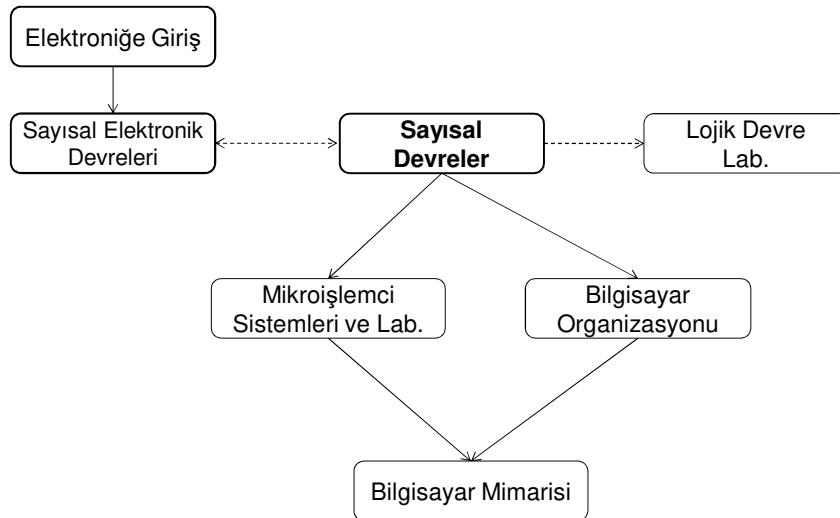 Elektroniğe Giriş
Sayısal Elektronik
Devreleri
Sayısal
Devreler
Lojik Devre
Lab.
Mikroişlemci
Sistemleri ve Lab.
Bilgisayar
Organizasyonu
Bilgisayar Mimarisi